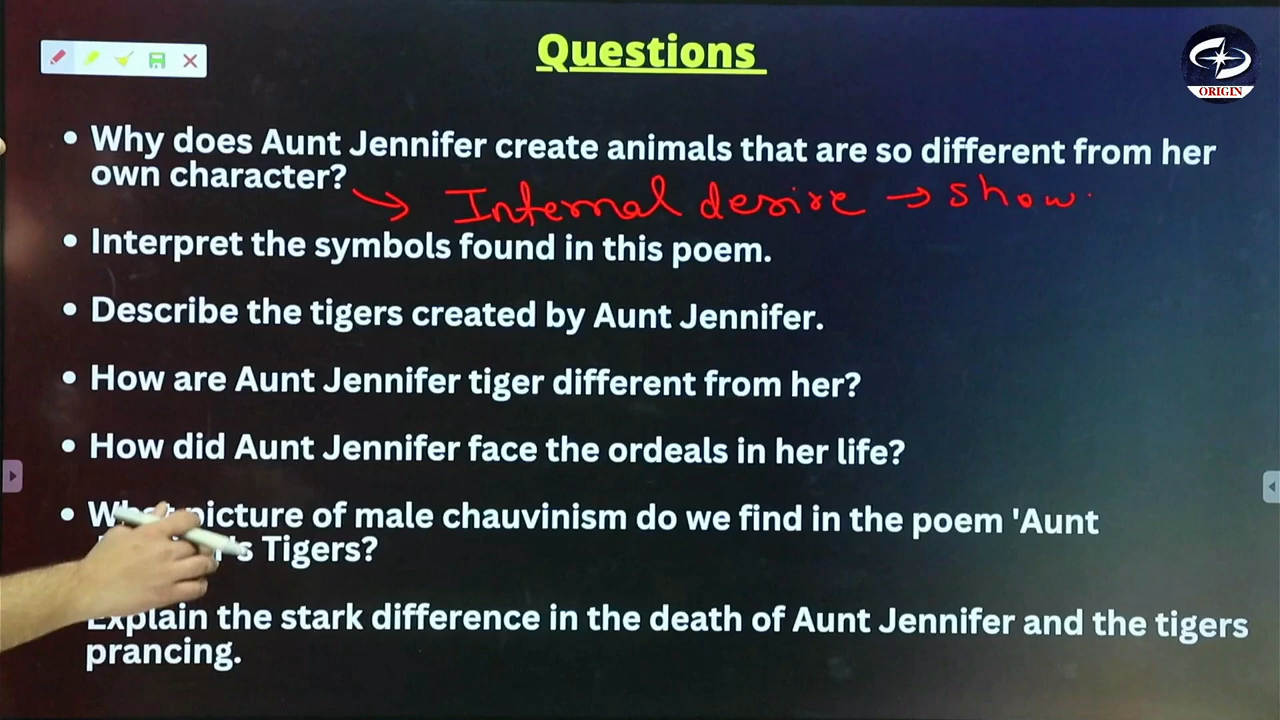 Questions
ORIGIN
• Why does Aunt Jennifer create animals that are so different from her
own character?
→ Internal desire → show.
• Interpret the symbols found in this poem.
• Describe the tigers created by Aunt Jennifer.
• How are Aunt Jennifer tiger different from her?
• How did Aunt Jennifer face the ordeals in her life?
• What picture of male chauvinism do we find in the poem 'Aunt
's Tigers?
Explain the stark difference in the death of Aunt Jennifer and the tigers
prancing.